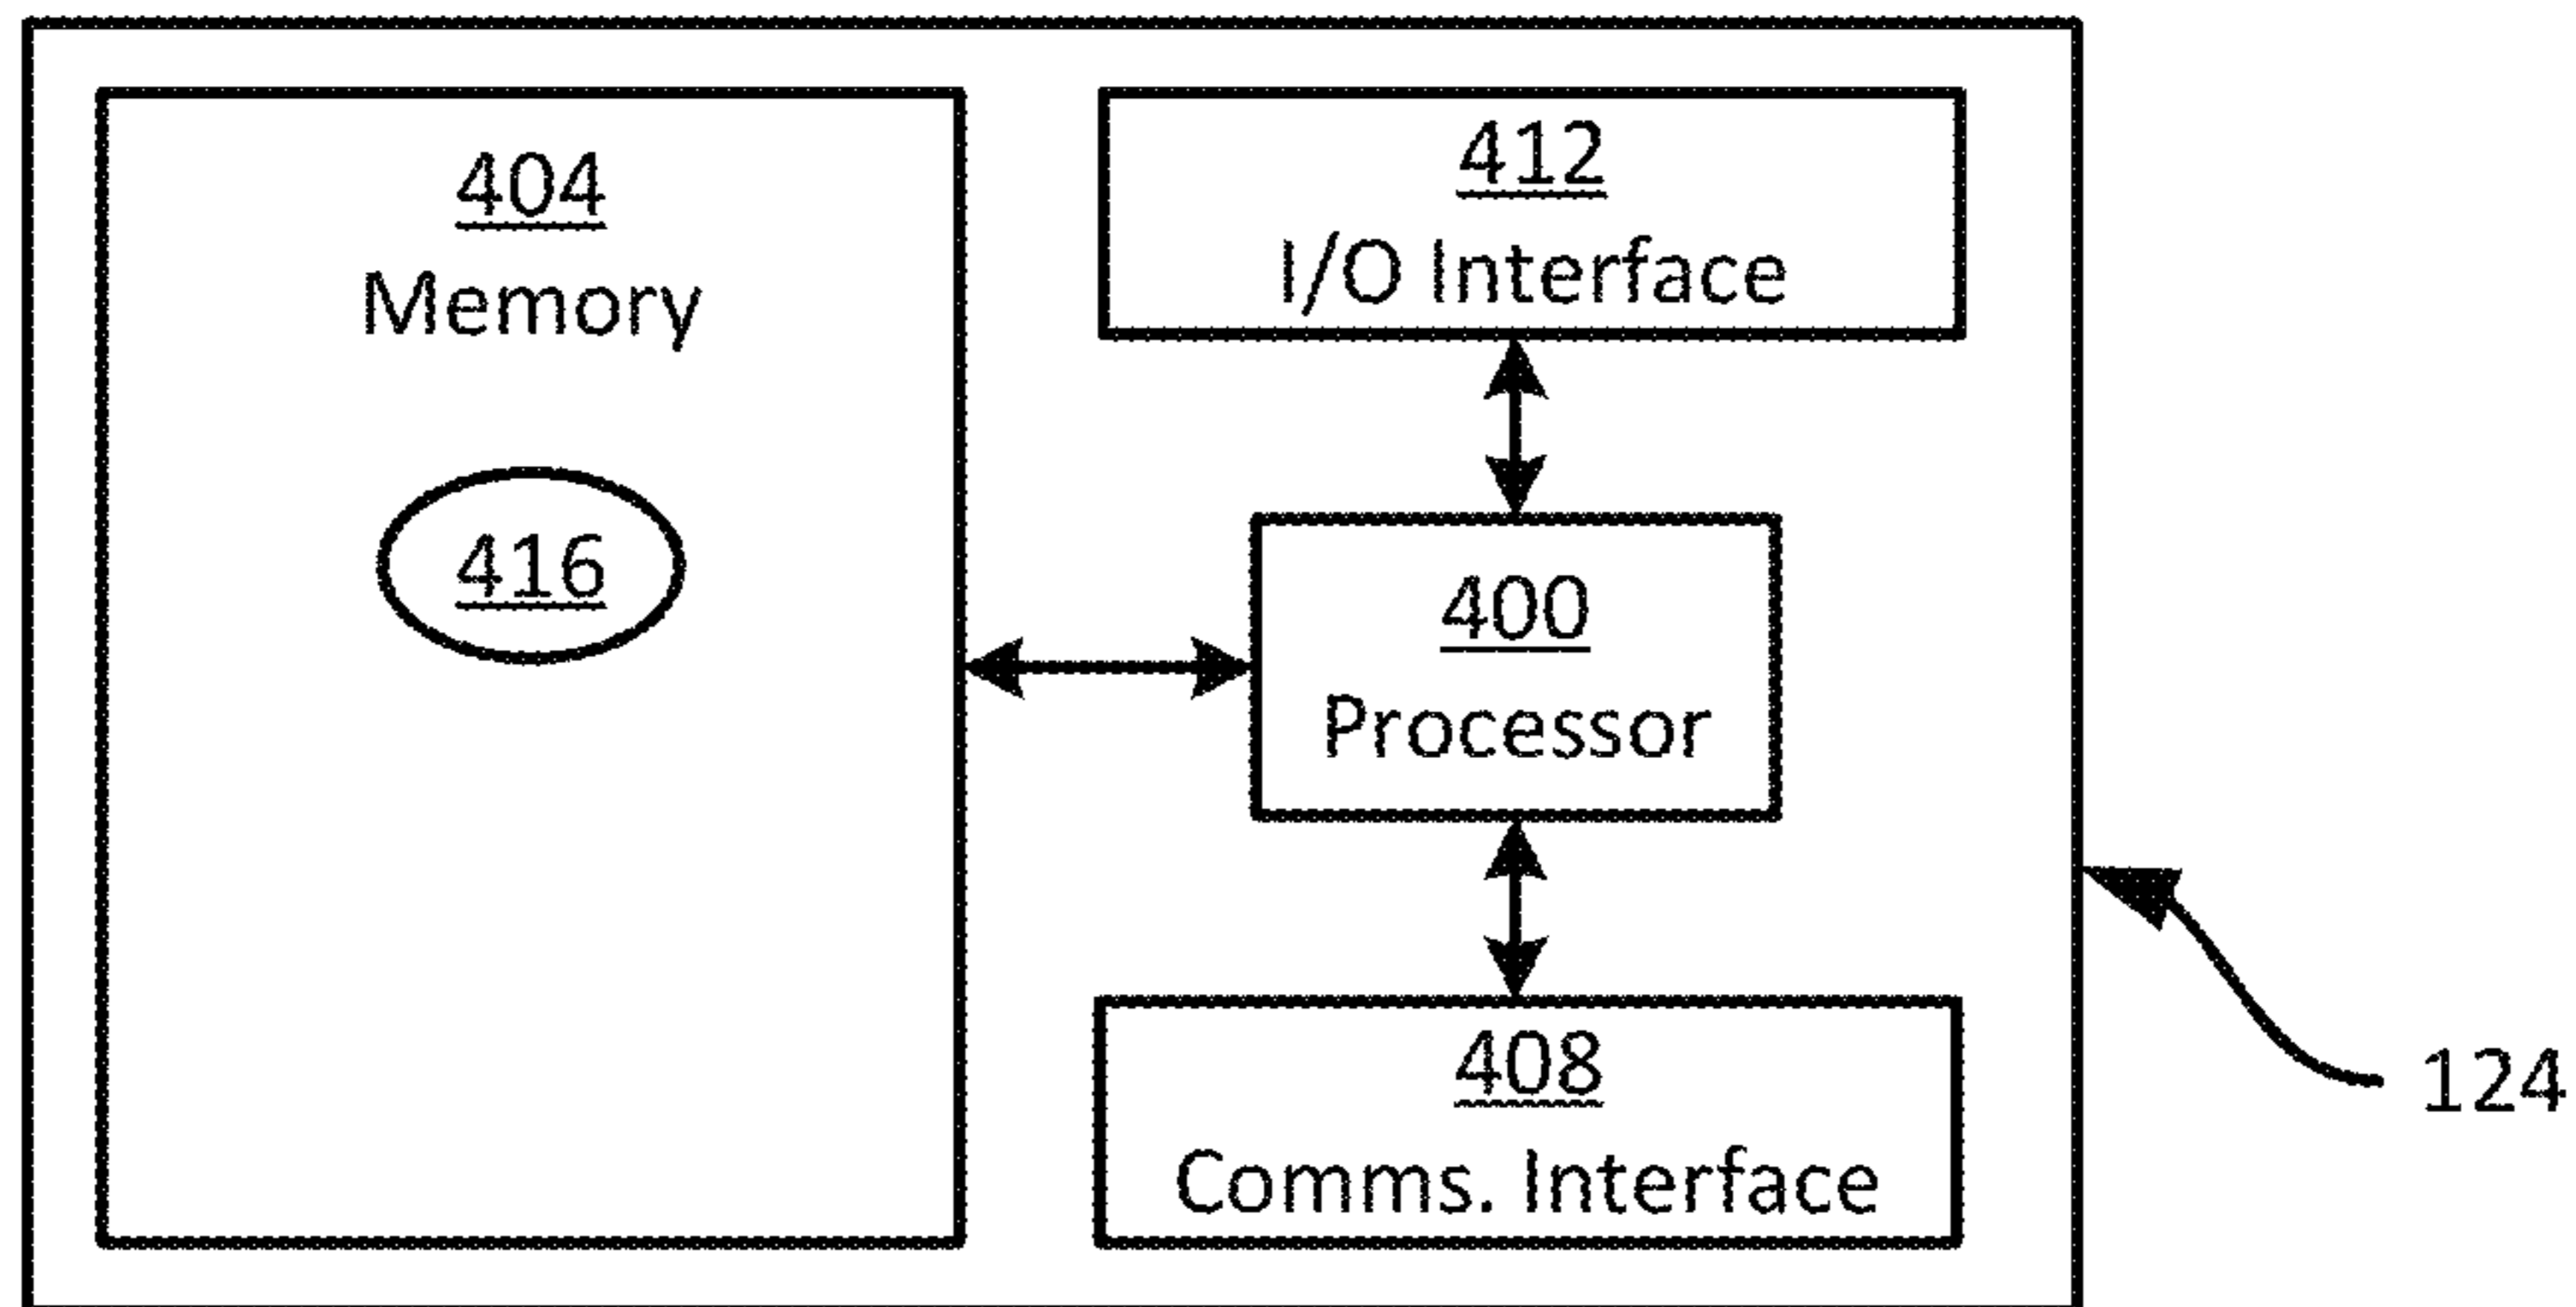 404
Memory
416
412
I/O Interface
400
Processor
408
Comms. Interface
124